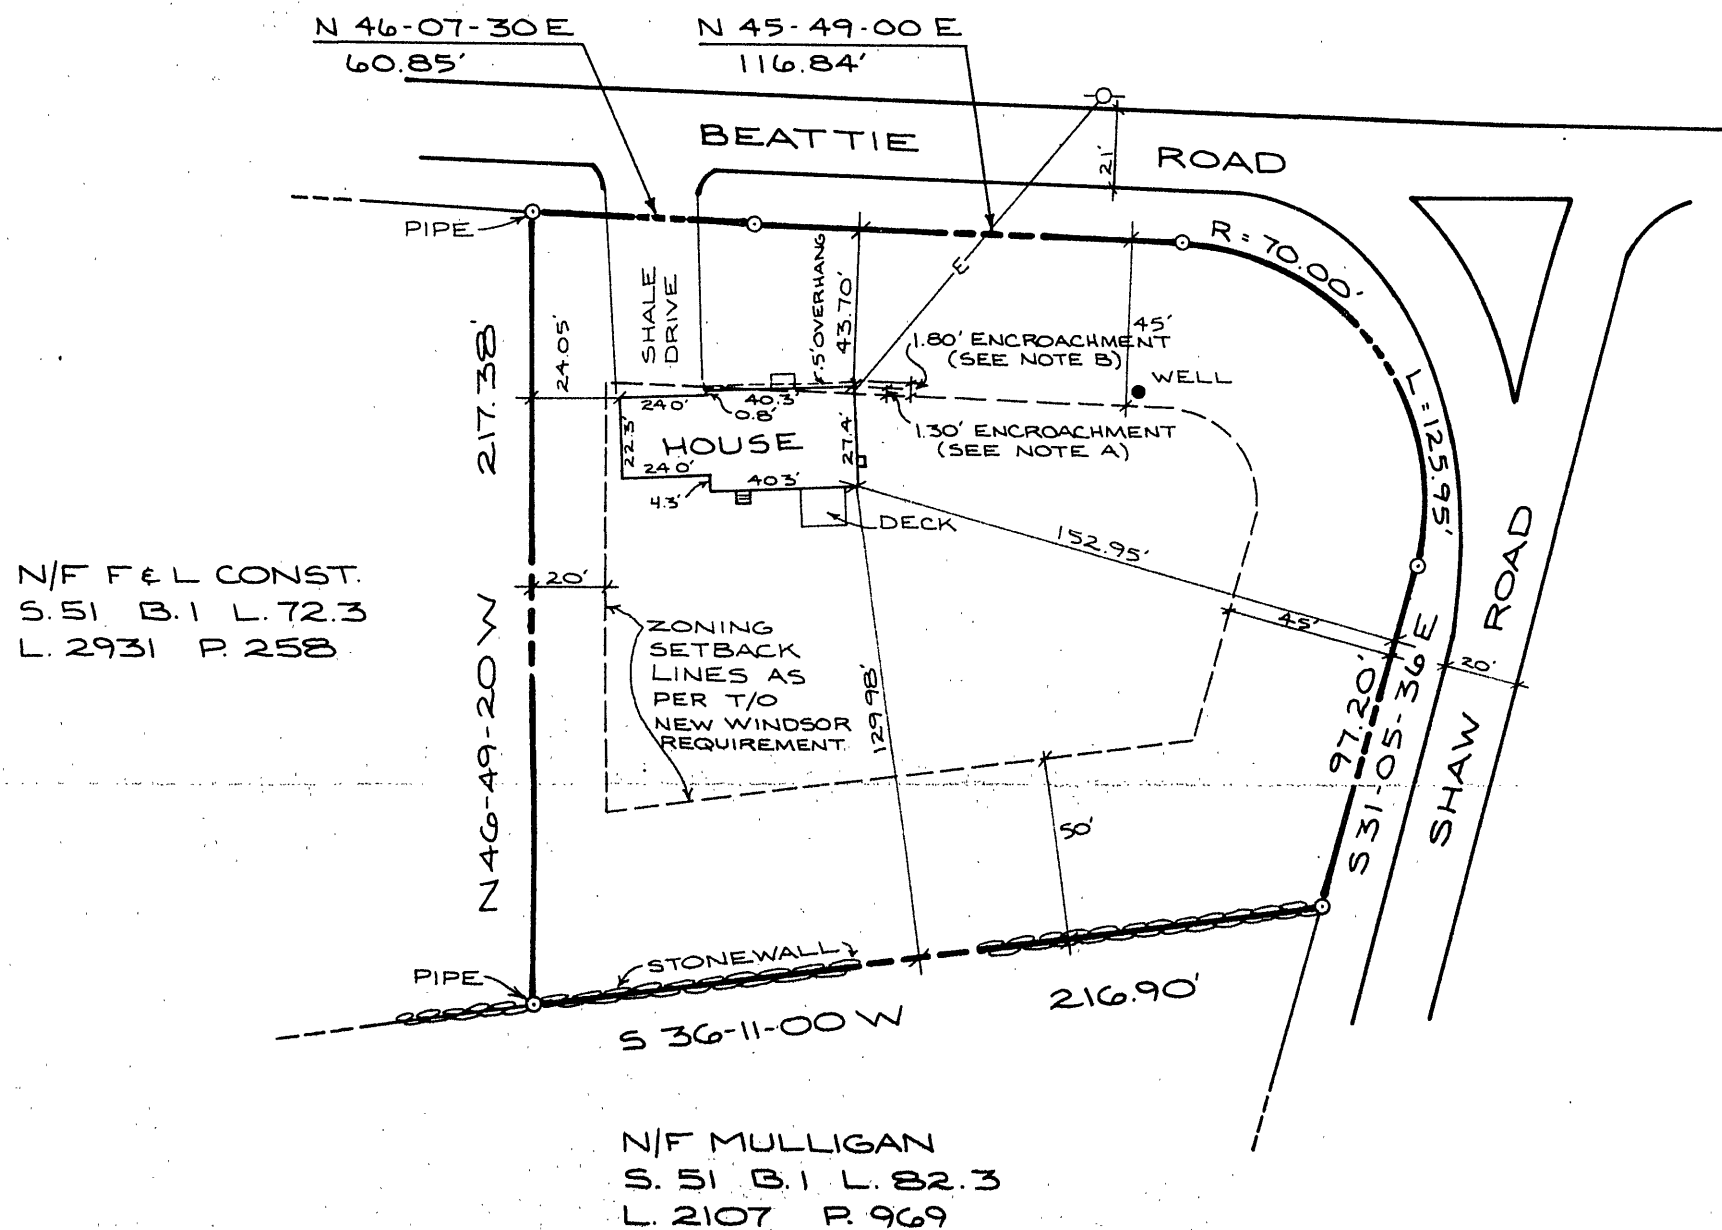 N 46-07-30 E
60.85'
N 45-49-00 E
116.84'
BEATTIE ROAD
21'
R = 70.00'
PIPE
SHALE
DRIVE
1.5' OVERHANG
43.70'
E
45'
24.05'
217.38'
1.80' ENCROACHMENT
(SEE NOTE B)
WELL
L = 125.65'
24.0'
40.3'
0.8'
1.30' ENCROACHMENT
(SEE NOTE A)
22.3'
HOUSE
27.4'
24.0'
40.3'
4.3'
DECK
152.95'
N/F F & L CONST.
S. 51 B. 1 L. 72.3
L. 2931 P. 258
20'
45'
20'
ZONING
SETBACK
LINES AS
PER T/O
NEW WINDSOR
REQUIREMENT
129.98'
N 46-49-20 W
97.20'
S 31-05-36 E
SHAW ROAD
50'
PIPE
STONEWALL
216.90'
S 36-11-00 W
N/F MULLIGAN
S. 51 B. 1 L. 82.3
L. 2107 P. 969